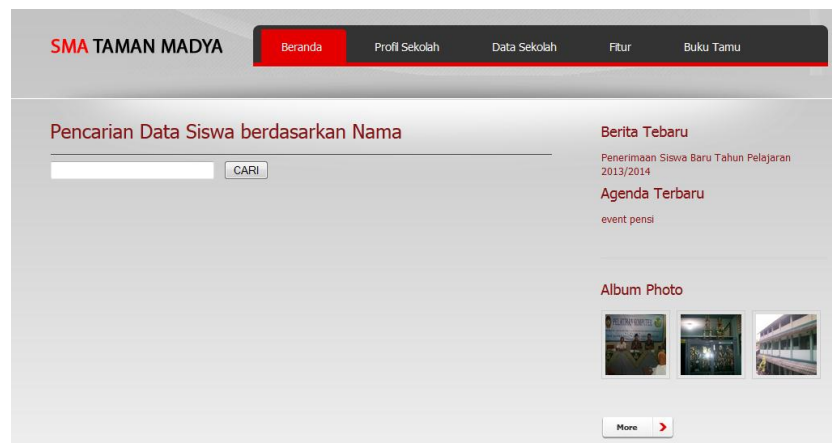 SMA TAMAN MADYA
Beranda
Profil Sekolah
Data Sekolah
Fitur
Buku Tamu
Pencarian Data Siswa berdasarkan Nama
CARI
Berita Tebaru
Penerimaan Siswa Baru Tahun Pelajaran
2013/2014
Agenda Terbaru
event pensi
Album Photo
More